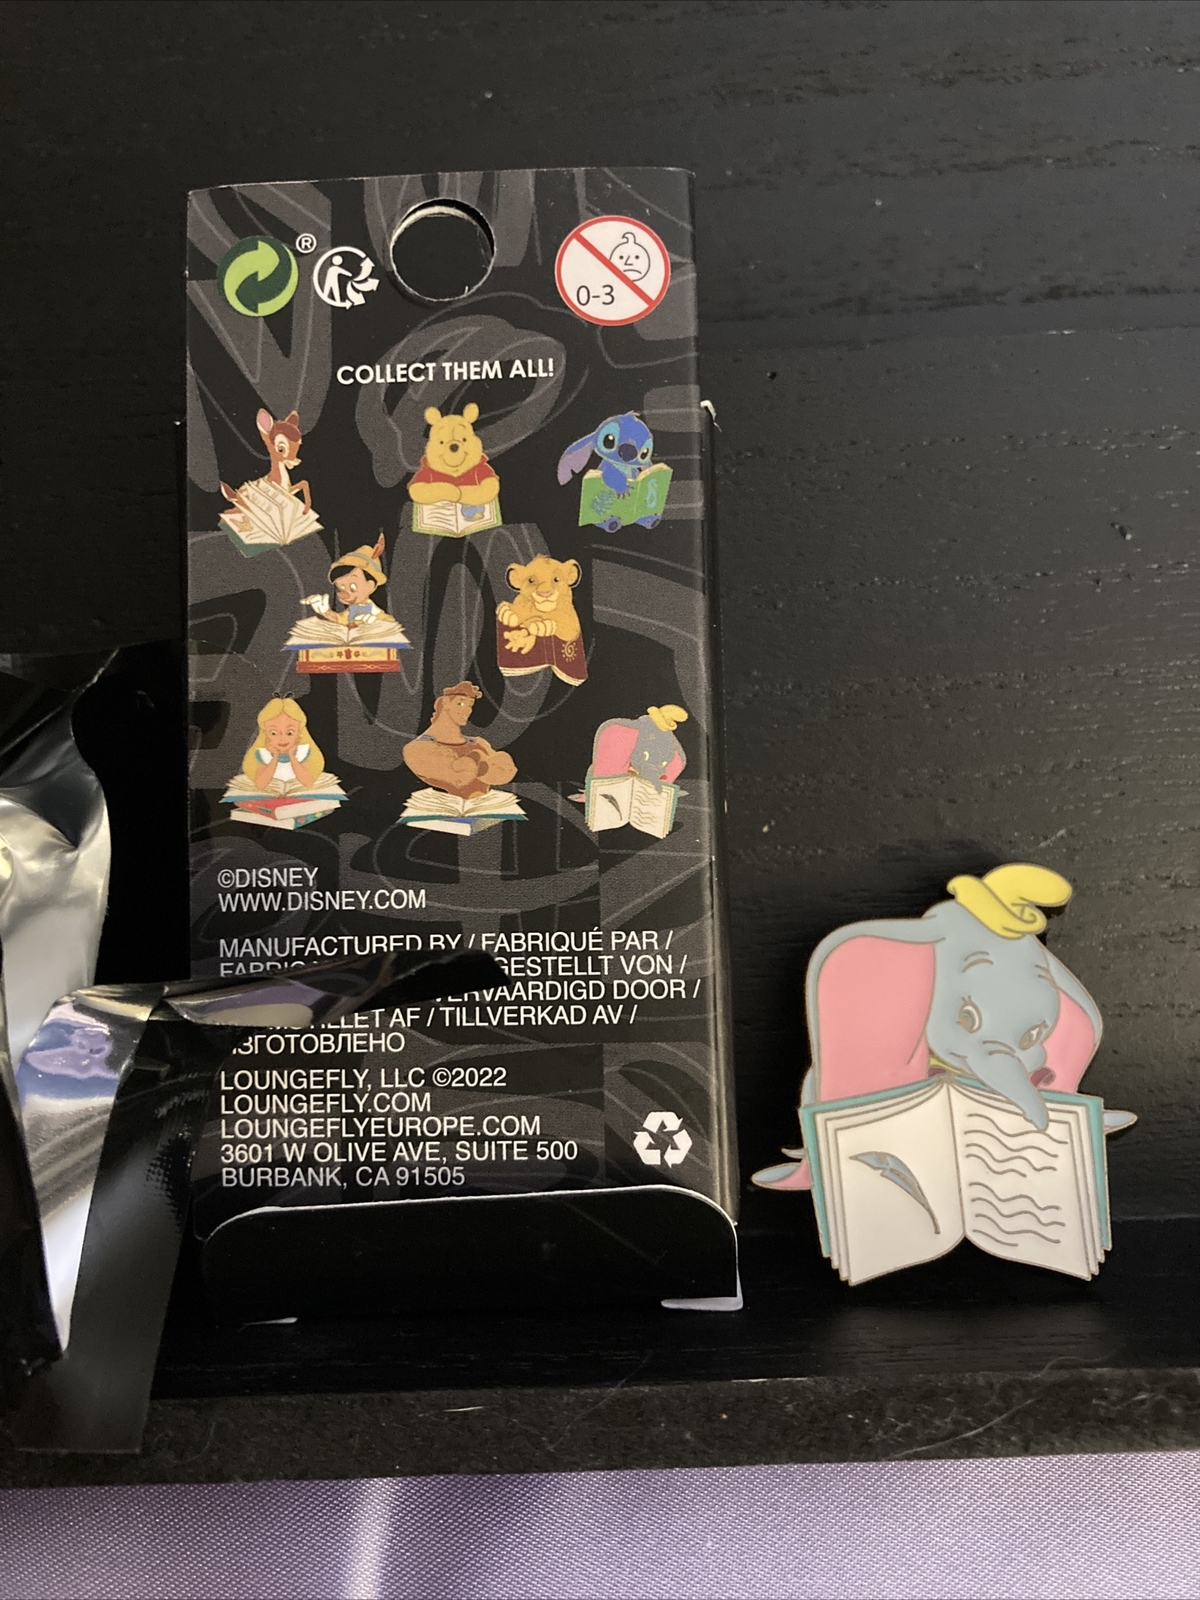 ®
0-3
COLLECT THEM ALL!
©DISNEY
WWW.DISNEY.COM
MANUFACTURED BY / FABRIQUÉ PAR /
GESTELLT VON /
VERVAARDIGD DOOR /
AF / TILLVERKAD AV /
ИЗГОТОВЛЕНО
LOUNGEFLY, LLC ©2022
LOUNGEFLY.COM
LOUNGEFLYEUROPE.COM
3601 W OLIVE AVE, SUITE 500
BURBANK, CA 91505